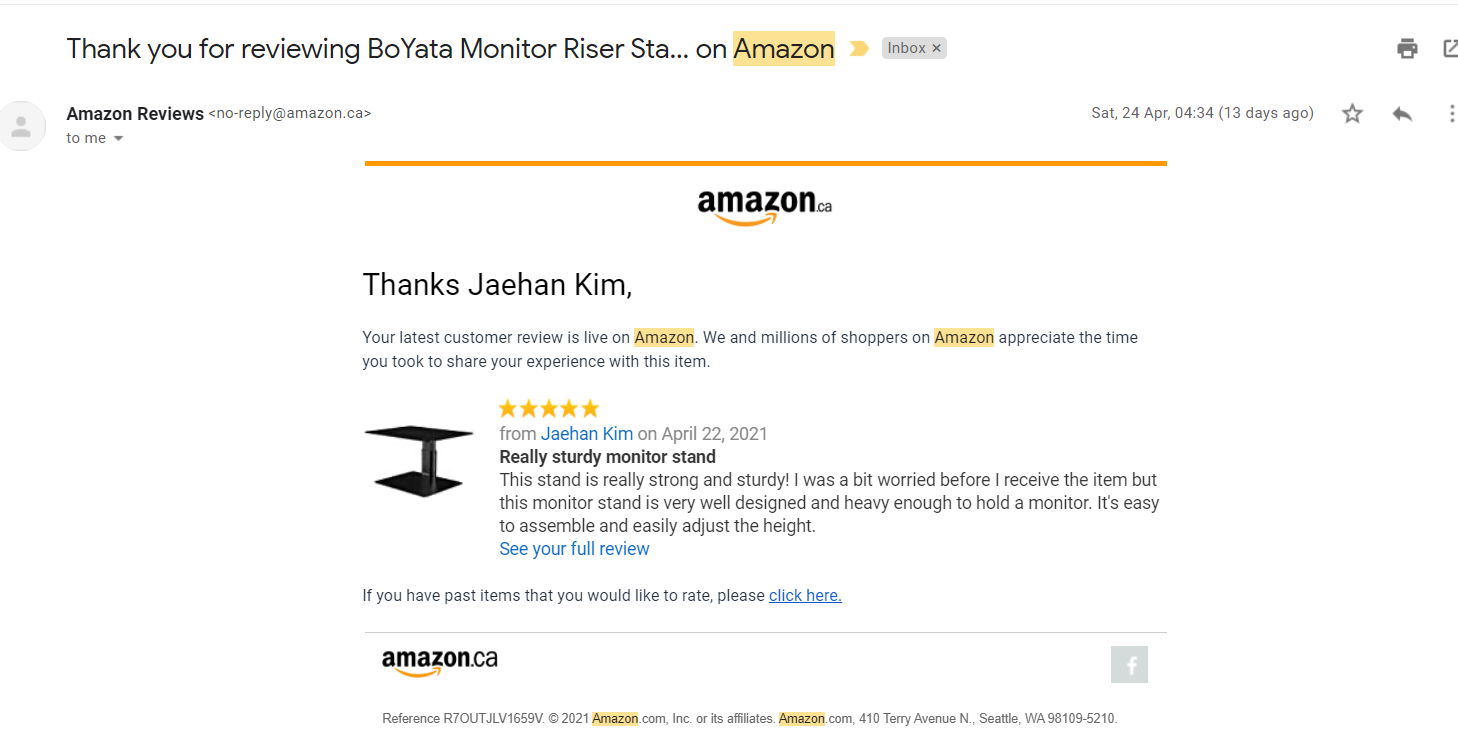 Thank you for reviewing BoYata Monitor Riser Sta... on Amazon Inbox ×
Amazon Reviews <no-reply@amazon.ca> Sat, 24 Apr, 04:34 (13 days ago)
to me
amazon.ca
Thanks Jaehan Kim,
Your latest customer review is live on Amazon. We and millions of shoppers on Amazon appreciate the time
you took to share your experience with this item.
from Jaehan Kim on April 22, 2021
Really sturdy monitor stand
This stand is really strong and sturdy! I was a bit worried before I receive the item but
this monitor stand is very well designed and heavy enough to hold a monitor. It's easy
to assemble and easily adjust the height.
See your full review
If you have past items that you would like to rate, please click here.
amazon.ca f
Reference R7OUTJLV1659V. © 2021 Amazon.com, Inc. or its affiliates. Amazon.com, 410 Terry Avenue N., Seattle, WA 98109-5210.